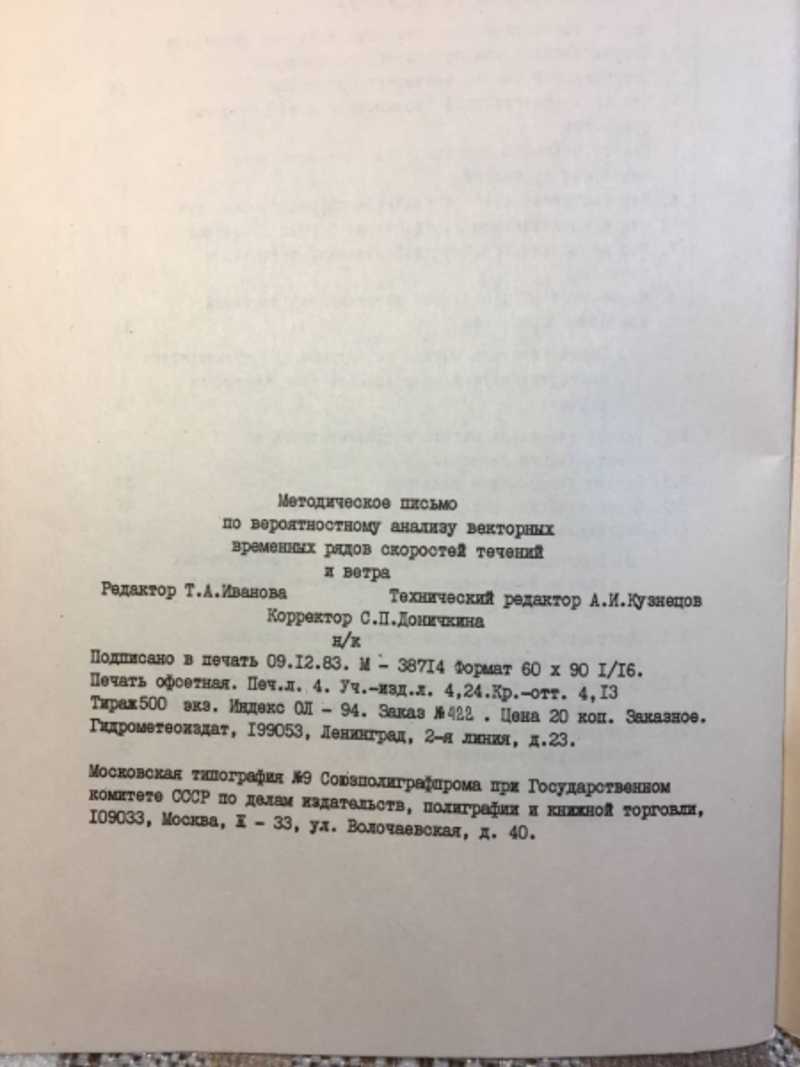 Методическое письмо
по вероятностному анализу векторных
временных рядов скоростей течений
и ветра
Редактор Т.А.Иванова Технический редактор А.И.Кузнецов
Корректор С.П.Доничкина
н/к
Подписано в печать 09.12.83. М - 38714 Формат 60 х 90 1/16.
Печать офсетная. Печ.л. 4. Уч.-изд.л. 4,24.Кр.-отт. 4,13
Тираж500 экз. Индекс ОЛ - 94. Заказ №422 . Цена 20 коп. Заказное.
Гидрометеоиздат, 199053, Ленинград, 2-я линия, д.23.
Московская типография №9 Союзполиграфпрома при Государственном
комитете СССР по делам издательств, полиграфии и книжной торговли,
109033, Москва, Ж - 33, ул. Волочаевская, д. 40.